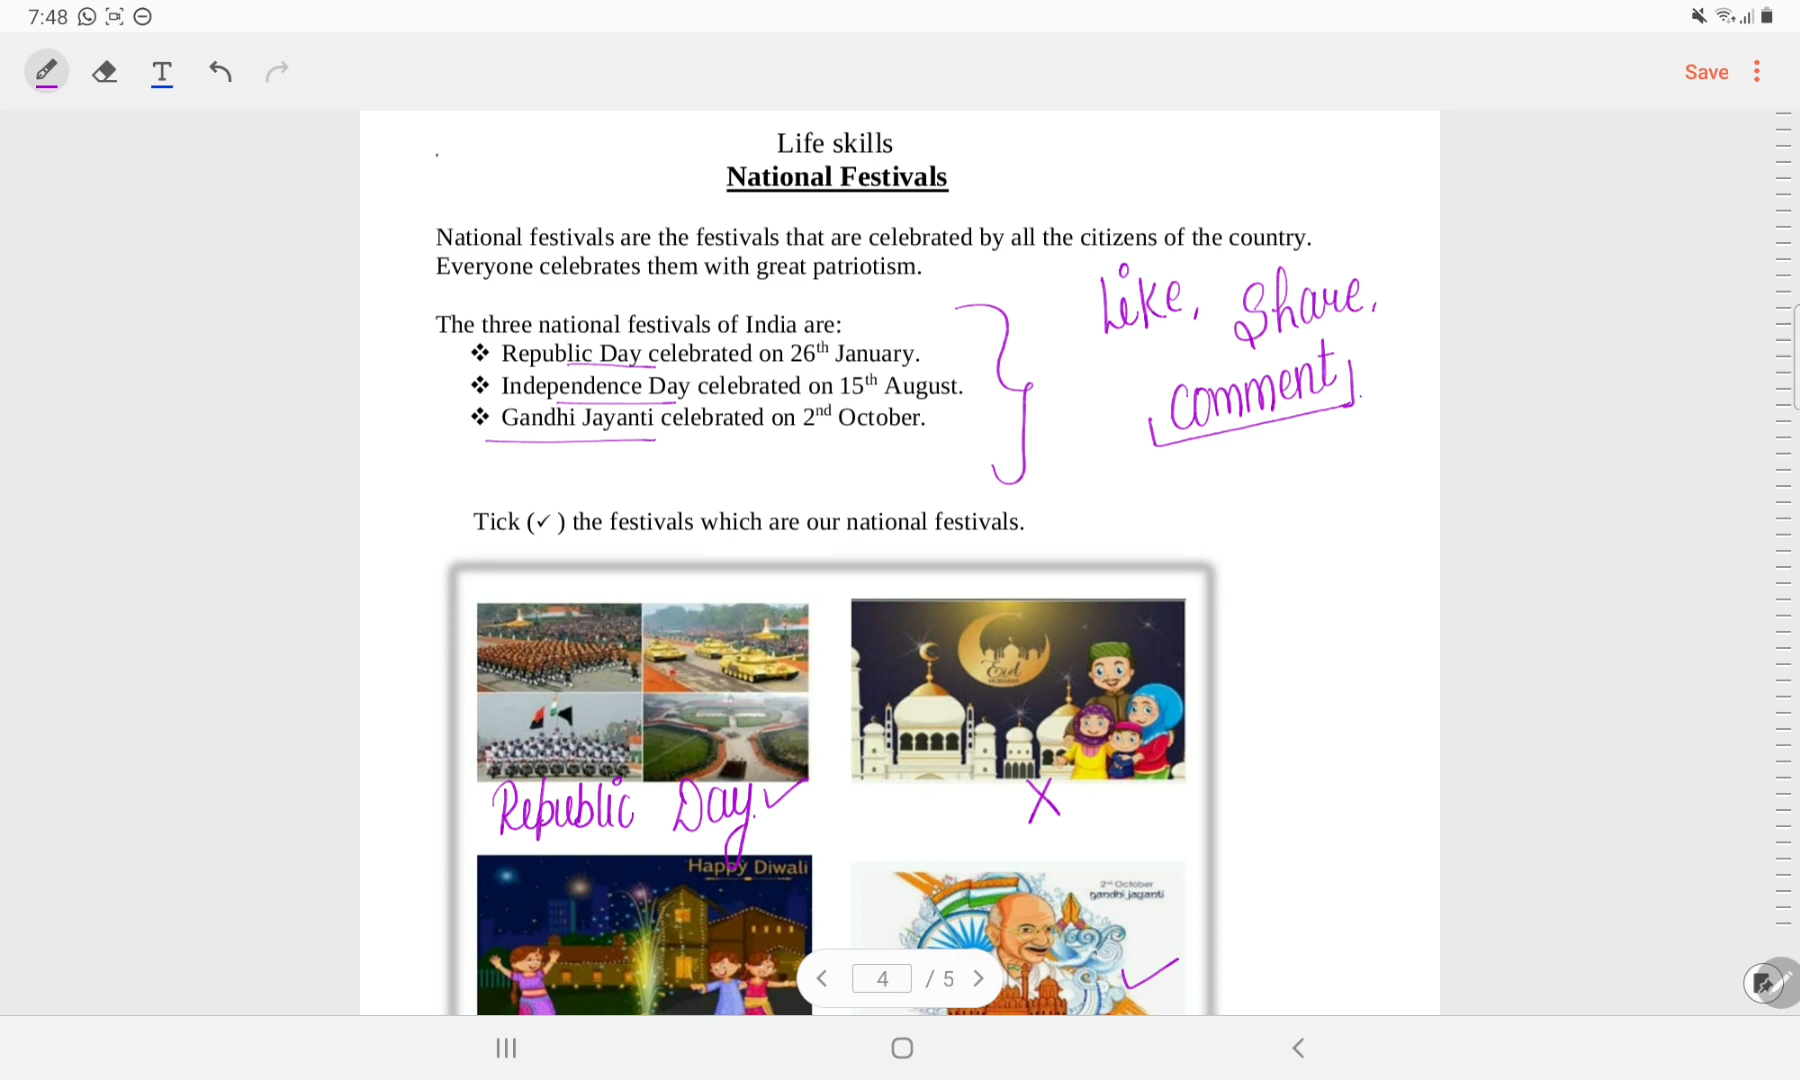 7:48
Save
Life skills
National Festivals
National festivals are the festivals that are celebrated by all the citizens of the country.
Everyone celebrates them with great patriotism.
Like, Share,
comment
The three national festivals of India are:
❖ Republic Day celebrated on 26th January.
❖ Independence Day celebrated on 15th August.
❖ Gandhi Jayanti celebrated on 2nd October.
Tick (✓ ) the festivals which are our national festivals.
Eid
MUBARAK
Republic Day. ✓
X
Happy Diwali
2nd October
gandhi jayanti
✓
4 / 5